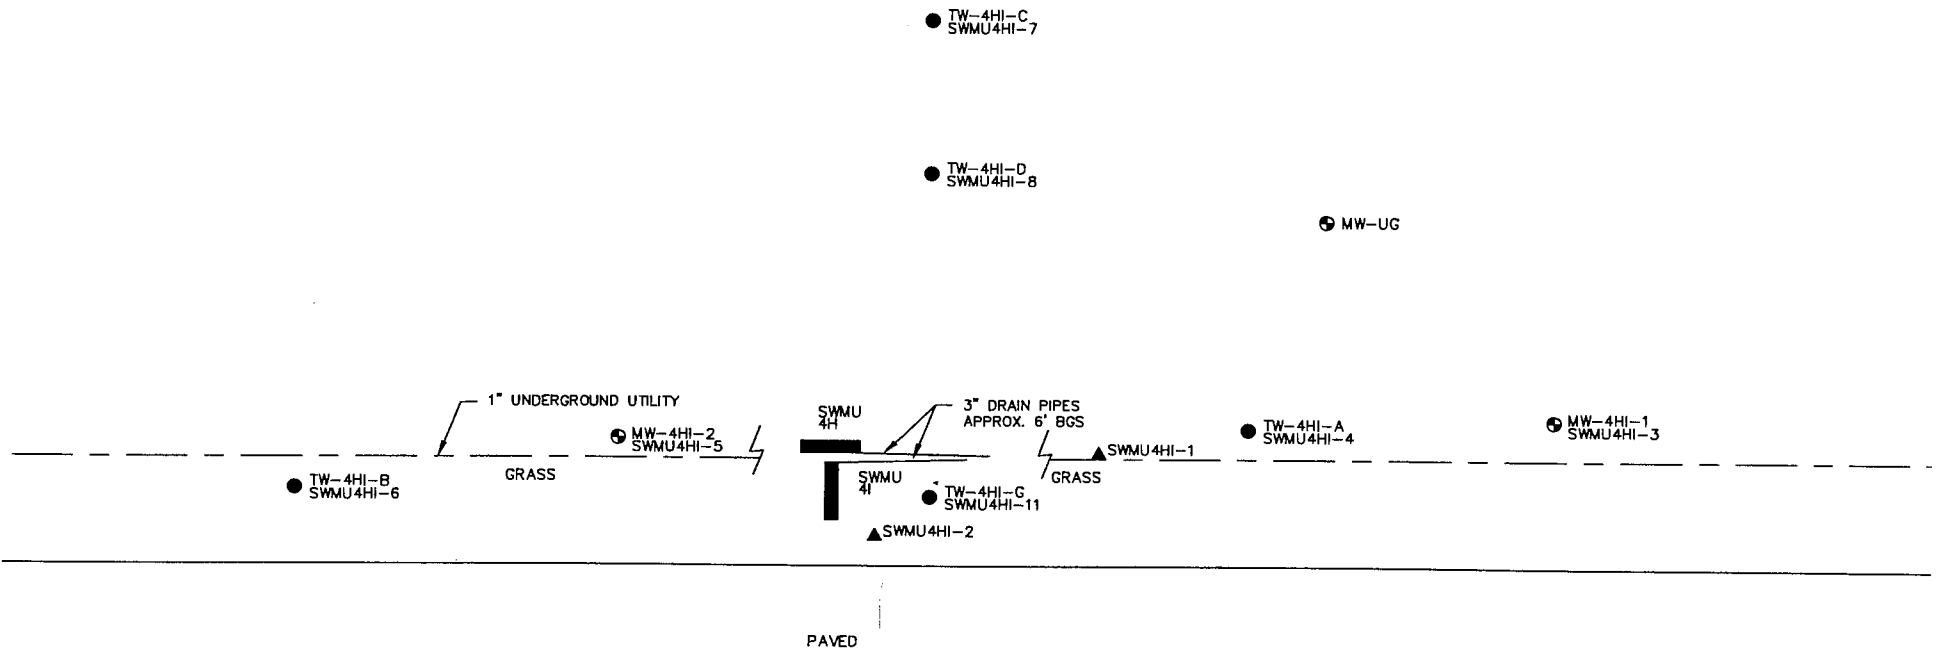 TW-4HI-C
SWMU4HI-7
TW-4HI-D
SWMU4HI-8
MW-UG
1" UNDERGROUND UTILITY
SWMU
4H
3" DRAIN PIPES
APPROX. 6' BGS
MW-4HI-2
SWMU4HI-5
TW-4HI-A
SWMU4HI-4
MW-4HI-1
SWMU4HI-3
SWMU4HI-1
GRASS
SWMU
4I
GRASS
TW-4HI-B
SWMU4HI-6
TW-4HI-G
SWMU4HI-11
SWMU4HI-2
PAVED